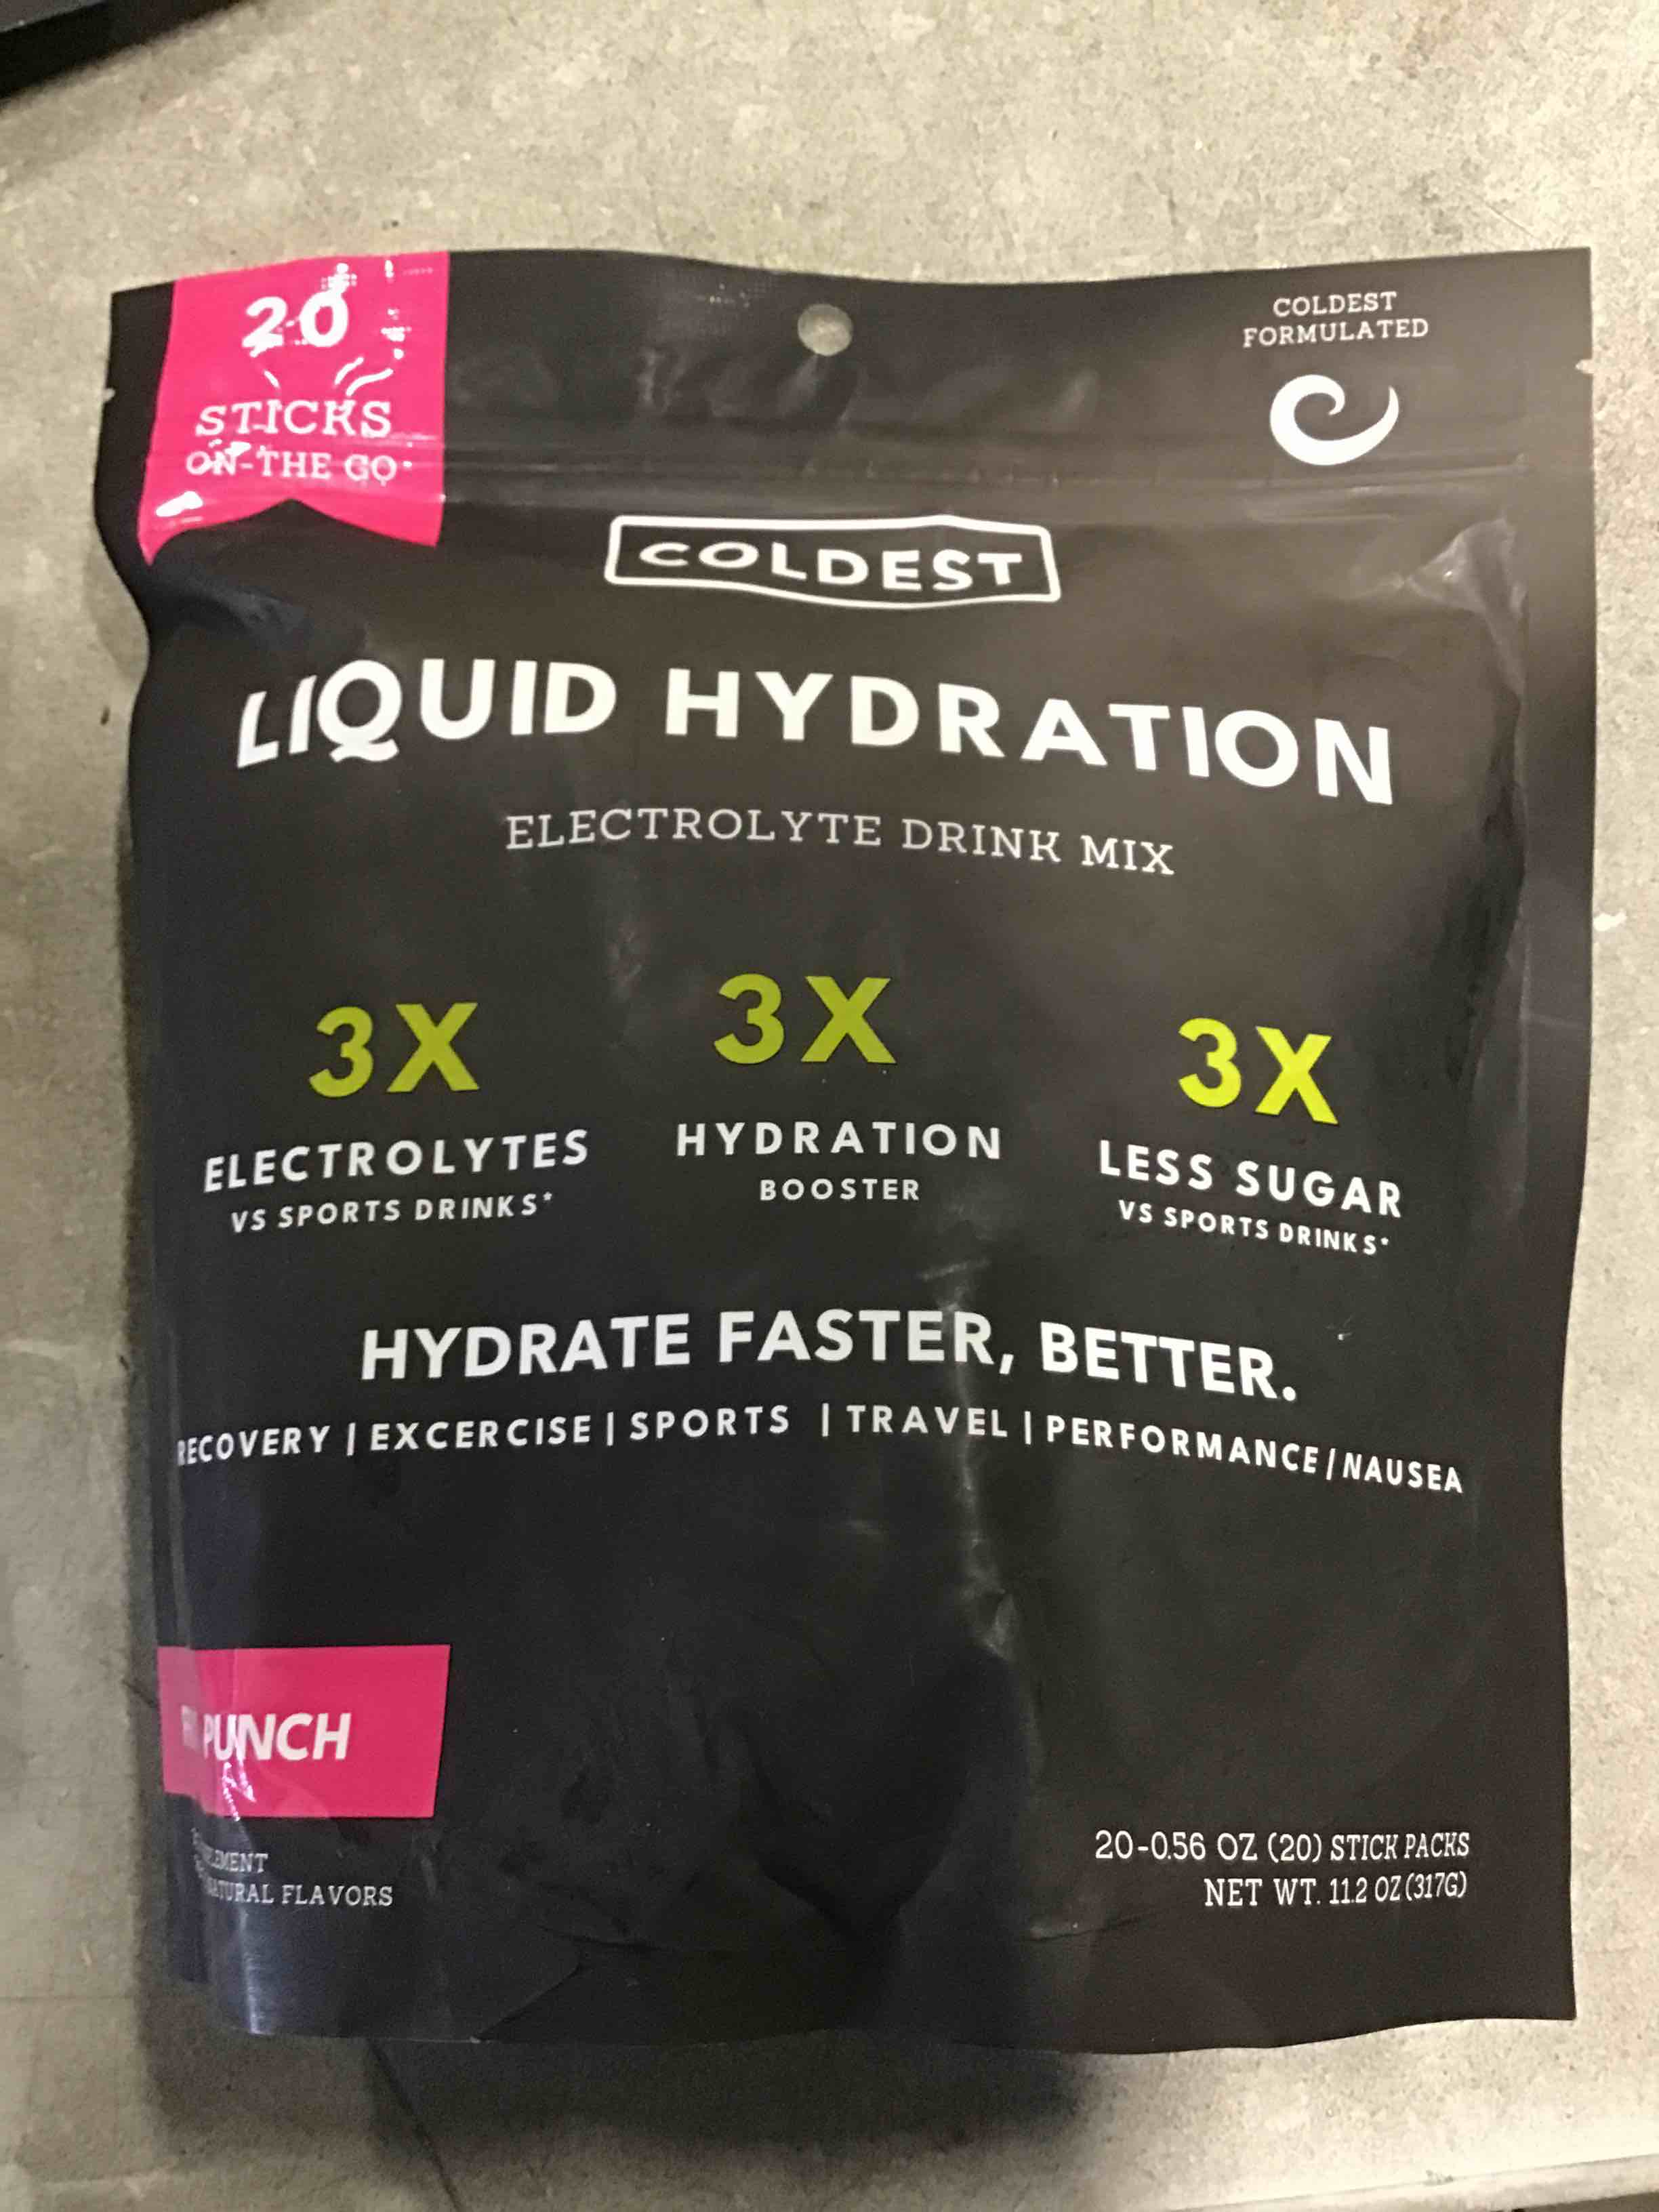 20
STICKS
ON-THE GO
COLDEST
FORMULATED
COLDEST
LIQUID HYDRATION
ELECTROLYTE DRINK MIX
3X
ELECTROLYTES
VS SPORTS DRINKS*
3X
HYDRATION
BOOSTER
3X
LESS SUGAR
VS SPORTS DRINKS*
HYDRATE FASTER, BETTER.
RECOVERY | EXCERCISE | SPORTS | TRAVEL | PERFORMANCE / NAUSEA
PUNCH
FLAVORS
20-0.56 OZ (20) STICK PACKS
NET WT. 11.2 OZ (317G)